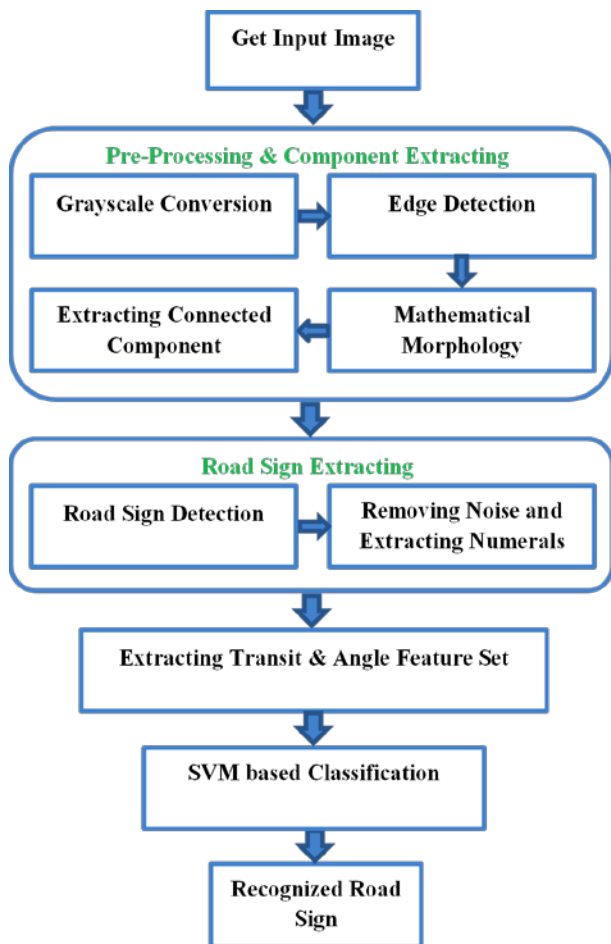 Get Input Image
Pre-Processing & Component Extracting
Grayscale Conversion
Edge Detection
Extracting Connected
Component
Mathematical
Morphology
Road Sign Extracting
Road Sign Detection
Removing Noise and
Extracting Numerals
Extracting Transit & Angle Feature Set
SVM based Classification
Recognized Road
Sign